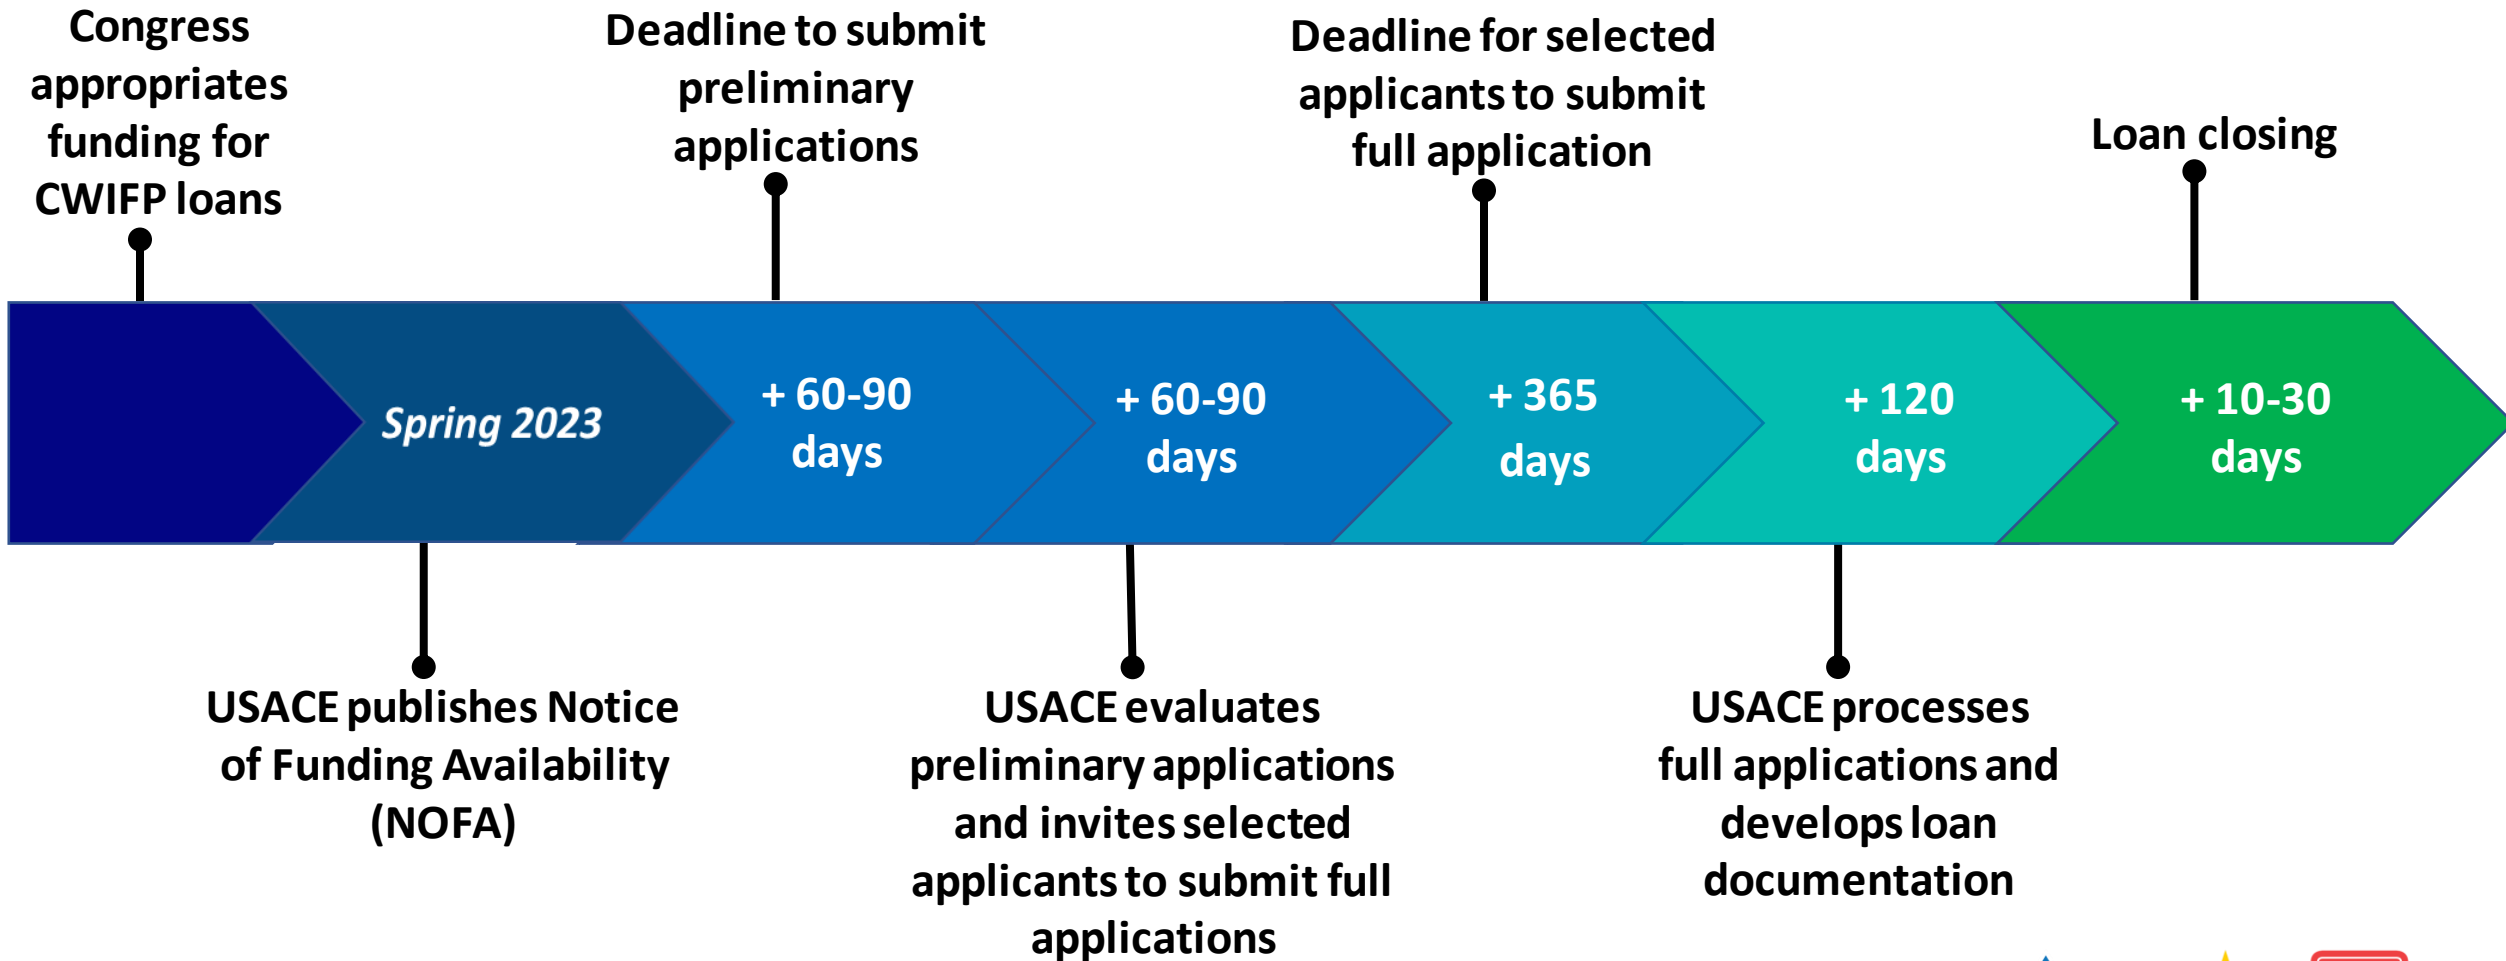 Congress
appropriates
funding for
CWIFP loans
Deadline to submit
preliminary
applications
Deadline for selected
applicants to submit
full application
Loan closing
Spring 2023
+ 60-90
days
+ 60-90
days
+ 365
days
+ 120
days
+ 10-30
days
USACE publishes Notice
of Funding Availability
(NOFA)
USACE evaluates
preliminary applications
and invites selected
applicants to submit full
applications
USACE processes
full applications and
develops loan
documentation